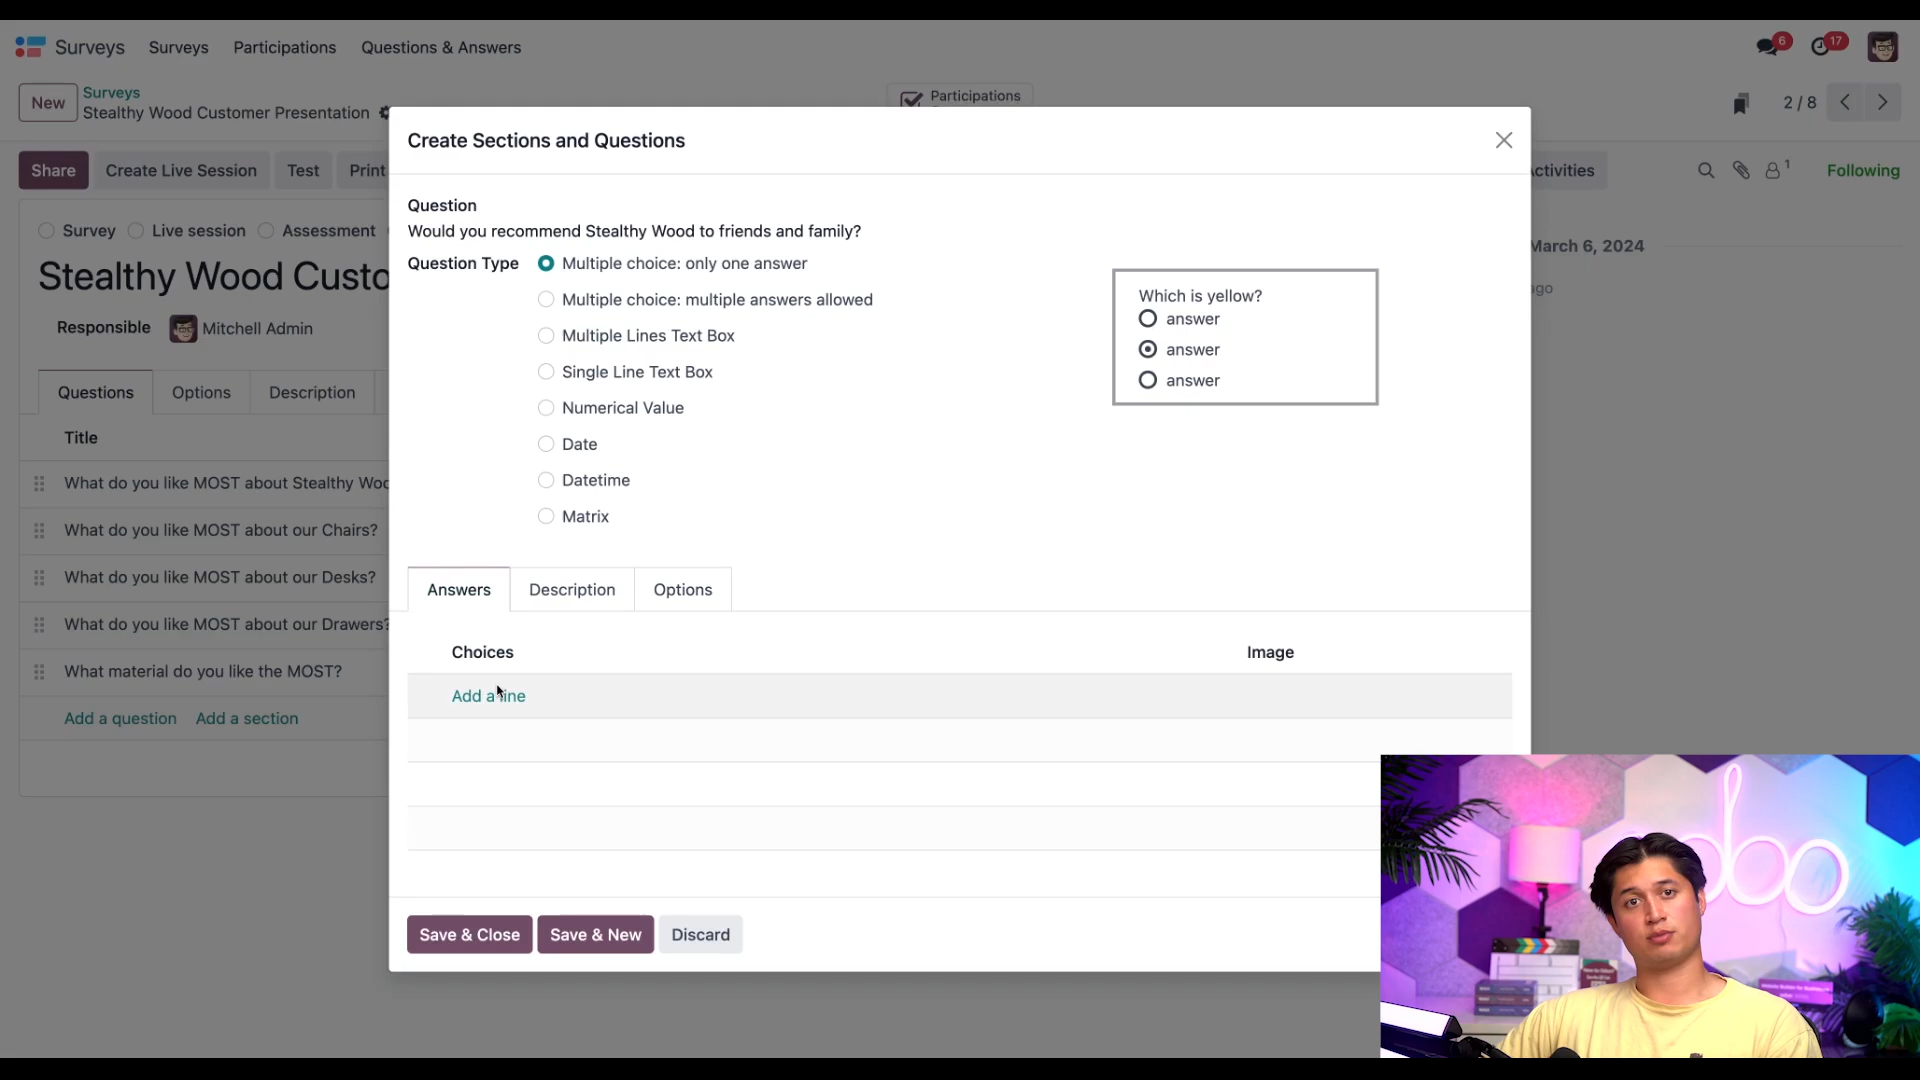 Surveys Surveys Participations Questions & Answers 6 17
New Surveys
Stealthy Wood Customer Presentation
Participations
2 / 8
Share Create Live Session Test Print
Activities 1 Following
Survey Live session Assessment
Stealthy Wood Custo
Responsible Mitchell Admin
Questions Options Description
Title
What do you like MOST about Stealthy Woo
What do you like MOST about our Chairs?
What do you like MOST about our Desks?
What do you like MOST about our Drawers?
What material do you like the MOST?
Add a question Add a section
March 6, 2024
ago
Create Sections and Questions
Question
Would you recommend Stealthy Wood to friends and family?
Question Type Multiple choice: only one answer
Multiple choice: multiple answers allowed
Multiple Lines Text Box
Single Line Text Box
Numerical Value
Date
Datetime
Matrix
Which is yellow?
answer
answer
answer
Answers Description Options
Choices Image
Add a line
Save & Close Save & New Discard
odoo